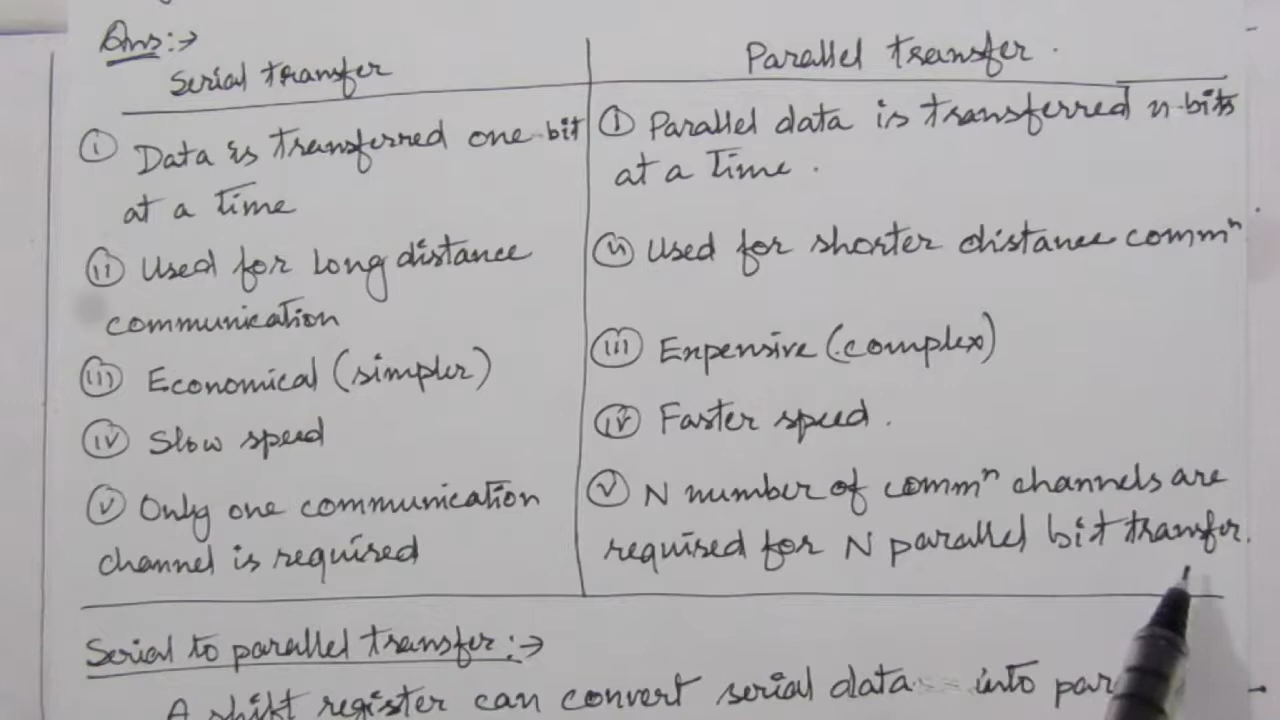 Ans:→
Serial transfer
Parallel transfer.
(i) Data is transferred one bit
at a time
(ii) Used for long distance
communication
(iii) Economical (simpler)
(iv) Slow speed
(v) Only one communication
channel is required
(i) Parallel data is transferred n-bits
at a time.
(ii) Used for shorter distance commⁿ
(iii) Expensive (complex)
(iv) Faster speed.
(v) N number of commⁿ channels are
required for N parallel bit transfer.
Serial to parallel transfer:→
A shift register can convert serial data into par